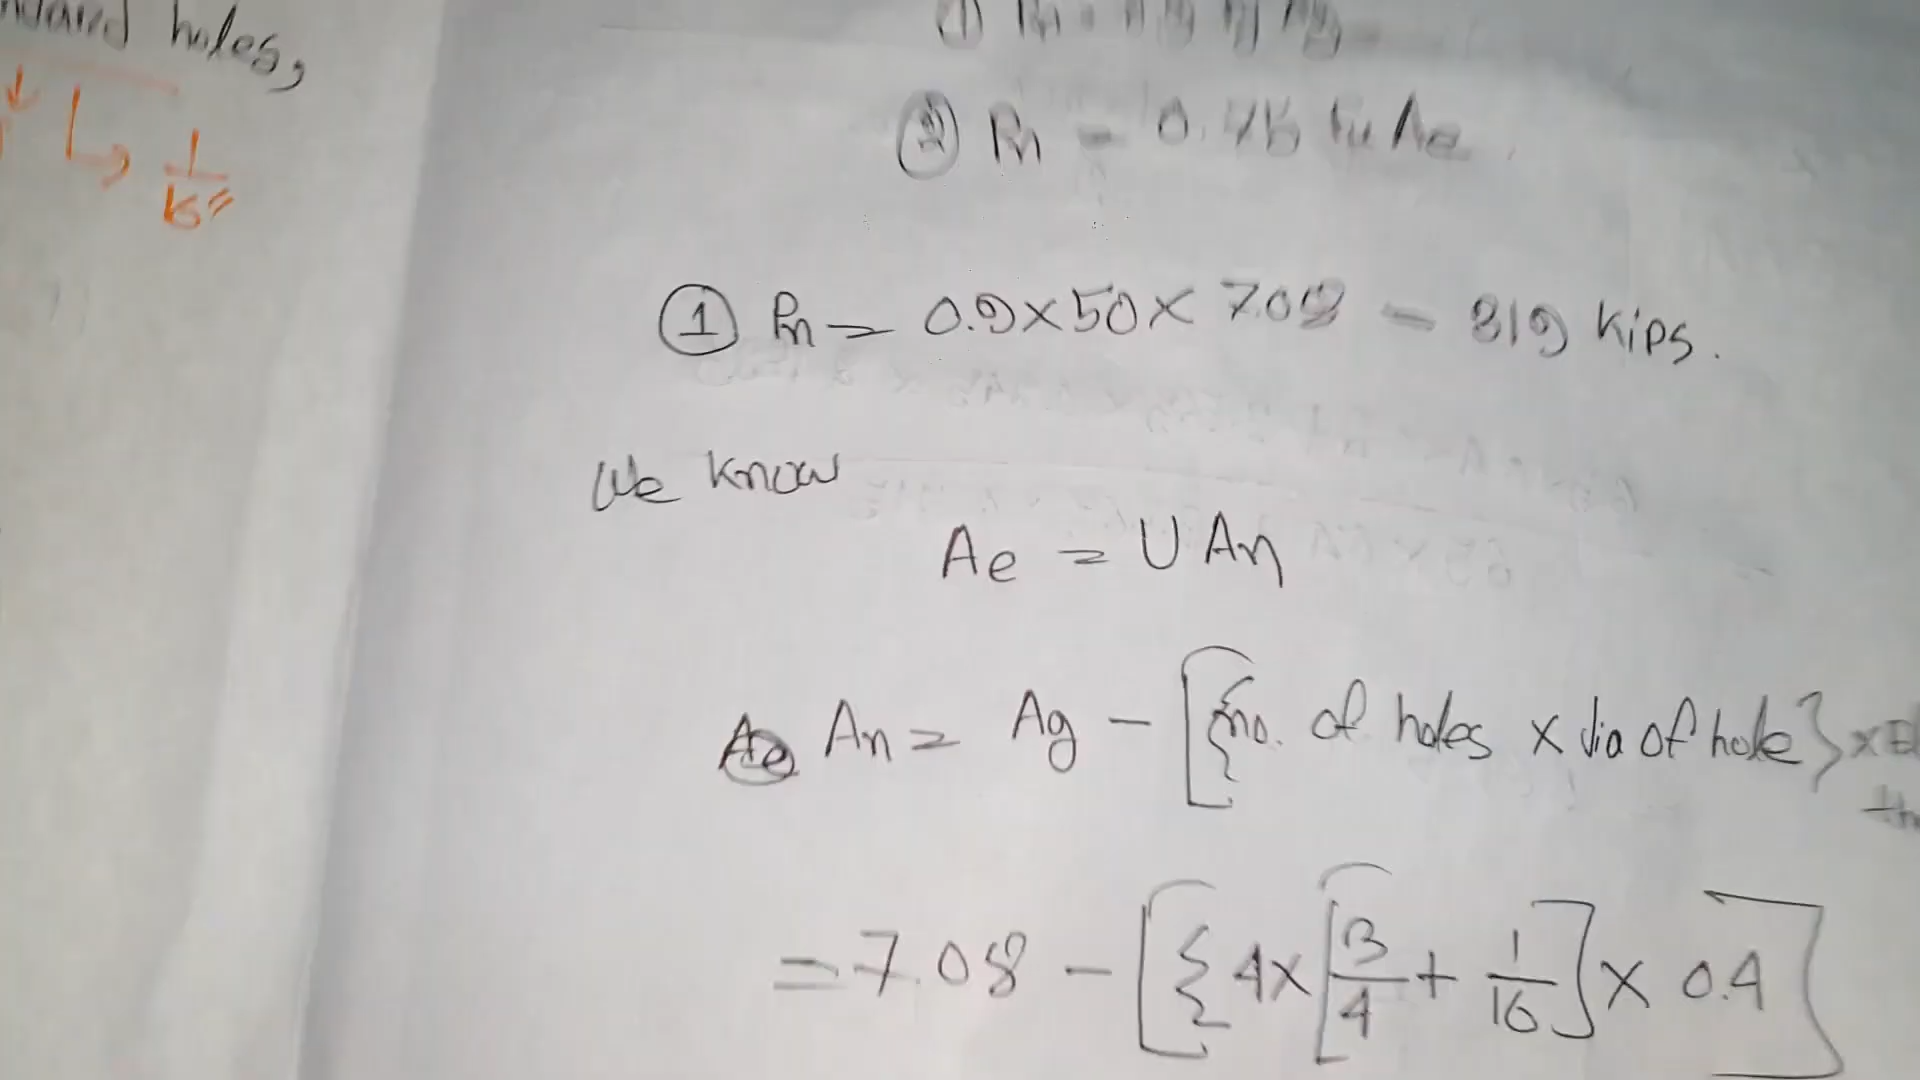 holes,
1/16
② Pn = 0.75 Fu Ae
① Pn = 0.9 × 50 × 7.08 = 319 kips.
We know
Ae = U An
An = Ag - [{no. of holes × dia of hole} ×
= 7.08 - [{4 × [3/4 + 1/16] × 0.4]